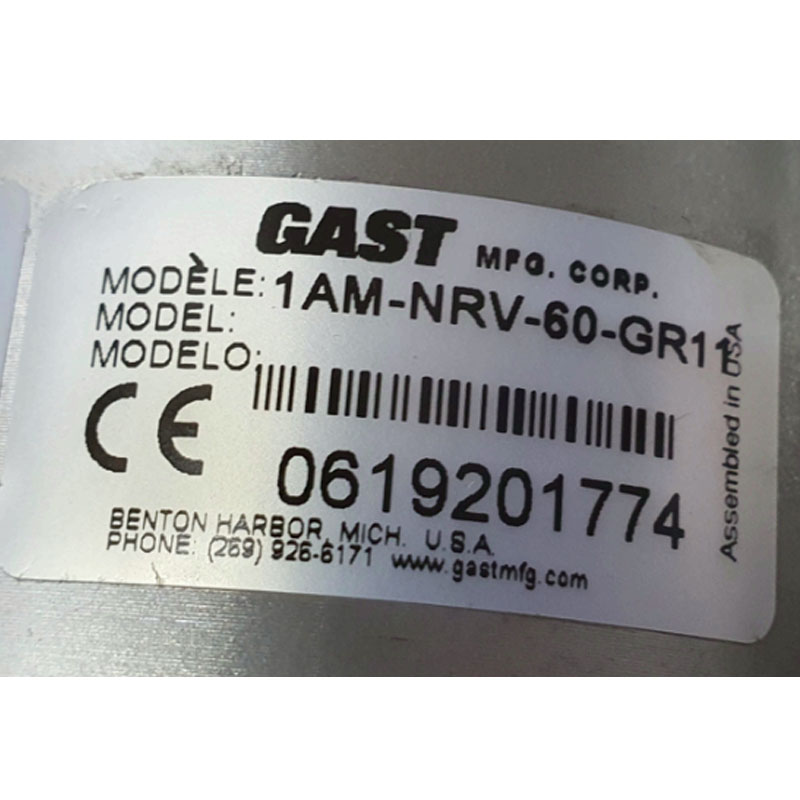 GAST MFG. CORP.
MODÈLE: 1AM-NRV-60-GR11
MODEL:
MODELO:
CE
0619201774
BENTON HARBOR, MICH. U.S.A.
PHONE: (269) 926-6171 www.gastmfg.com
Assembled in USA